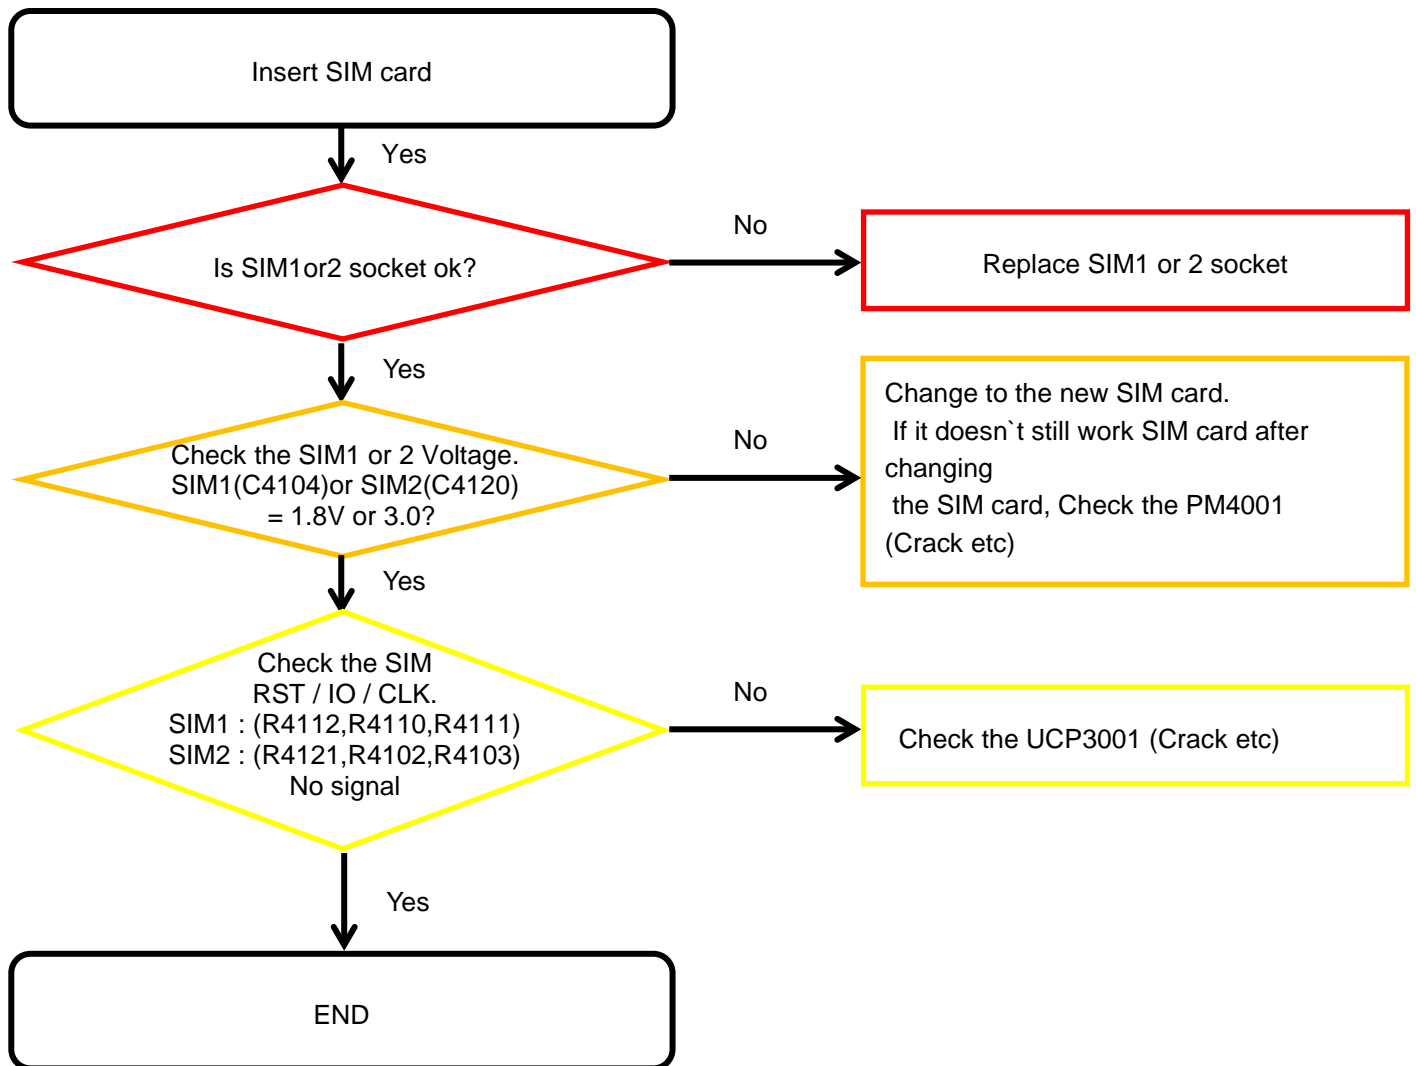 Insert SIM card
Yes
Is SIM1or2 socket ok?
No
Replace SIM1 or 2 socket
Yes
Check the SIM1 or 2 Voltage.
SIM1(C4104)or SIM2(C4120)
= 1.8V or 3.0?
No
Change to the new SIM card.
If it doesn`t still work SIM card after
changing
the SIM card, Check the PM4001
(Crack etc)
Yes
Check the SIM
RST / IO / CLK.
SIM1 : (R4112,R4110,R4111)
SIM2 : (R4121,R4102,R4103)
No signal
No
Check the UCP3001 (Crack etc)
Yes
END